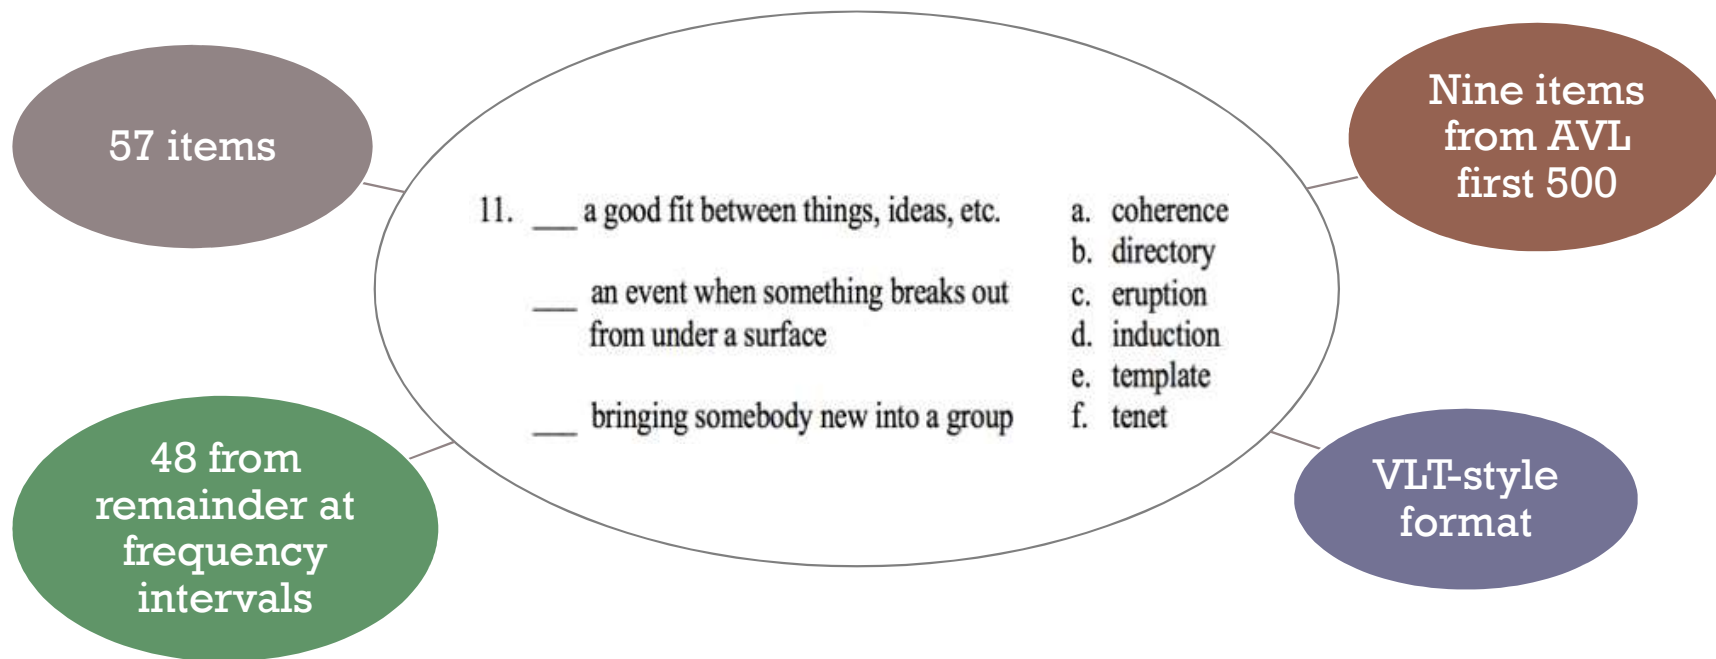 57 items
Nine items
from AVL
first 500
11. ___ a good fit between things, ideas, etc. a. coherence
b. directory
___ an event when something breaks out c. eruption
from under a surface d. induction
e. template
___ bringing somebody new into a group f. tenet
48 from
remainder at
frequency
intervals
VLT-style
format